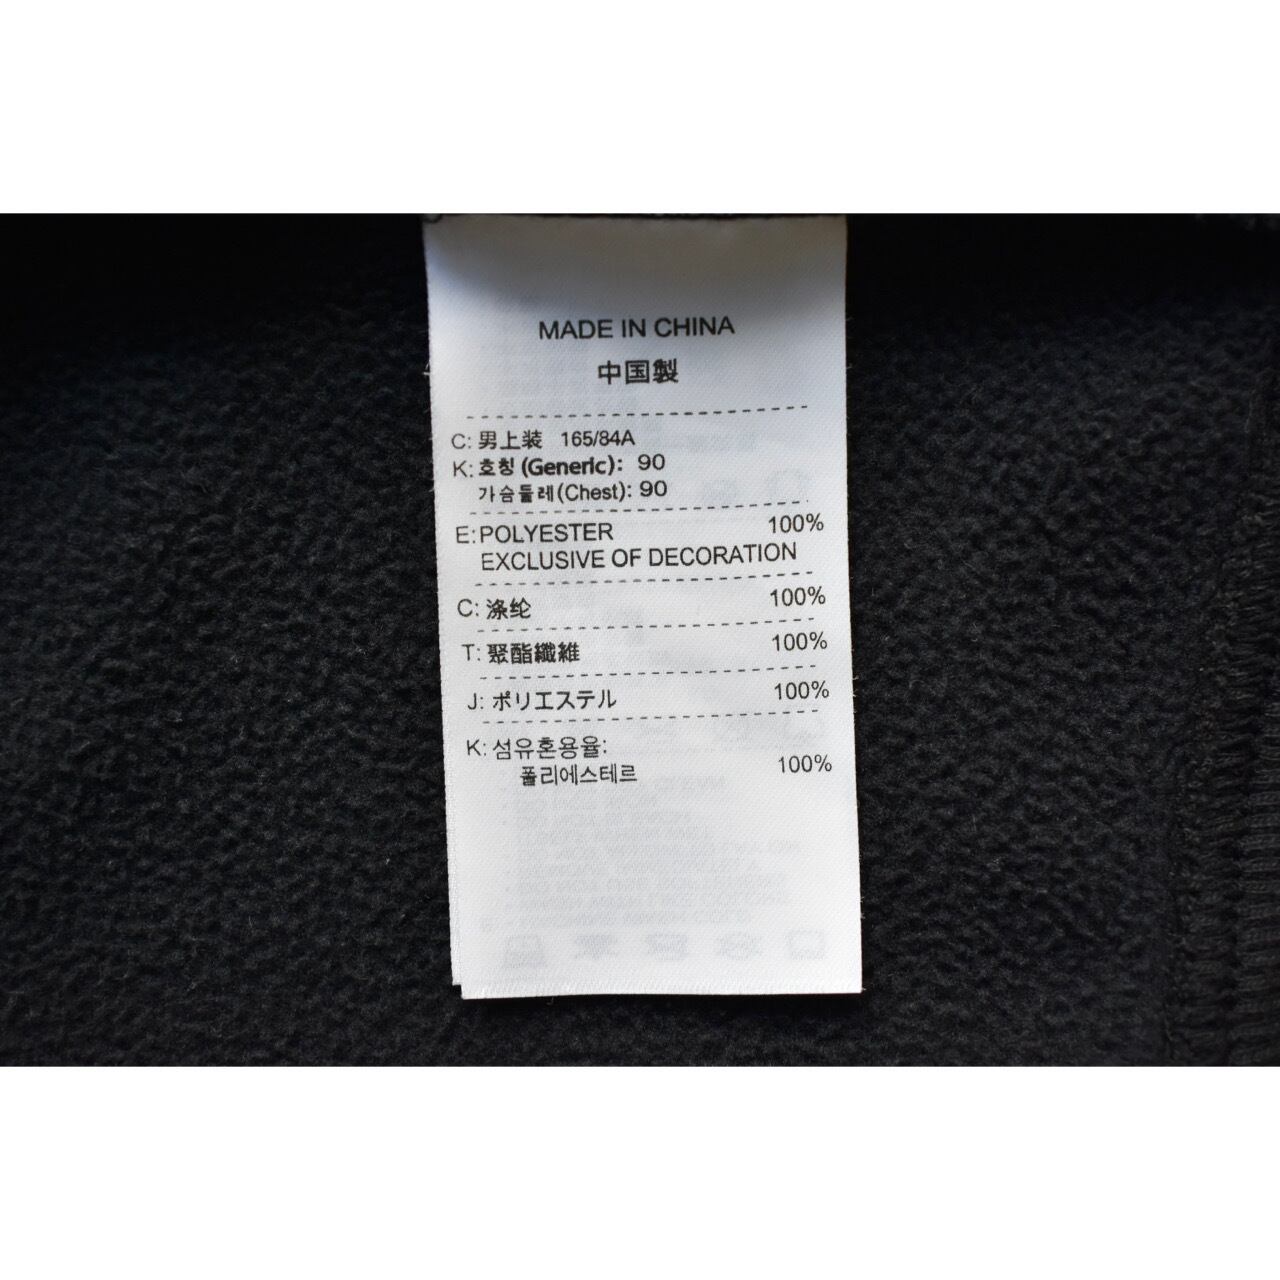 MADE IN CHINA
中国製
C: 男上装 165/84A
K: 호칭 (Generic): 90
가슴둘레(Chest): 90
E: POLYESTER 100%
EXCLUSIVE OF DECORATION
C: 涤纶 100%
T: 聚酯纖維 100%
J: ポリエステル 100%
K: 섬유혼용율:
폴리에스테르 100%